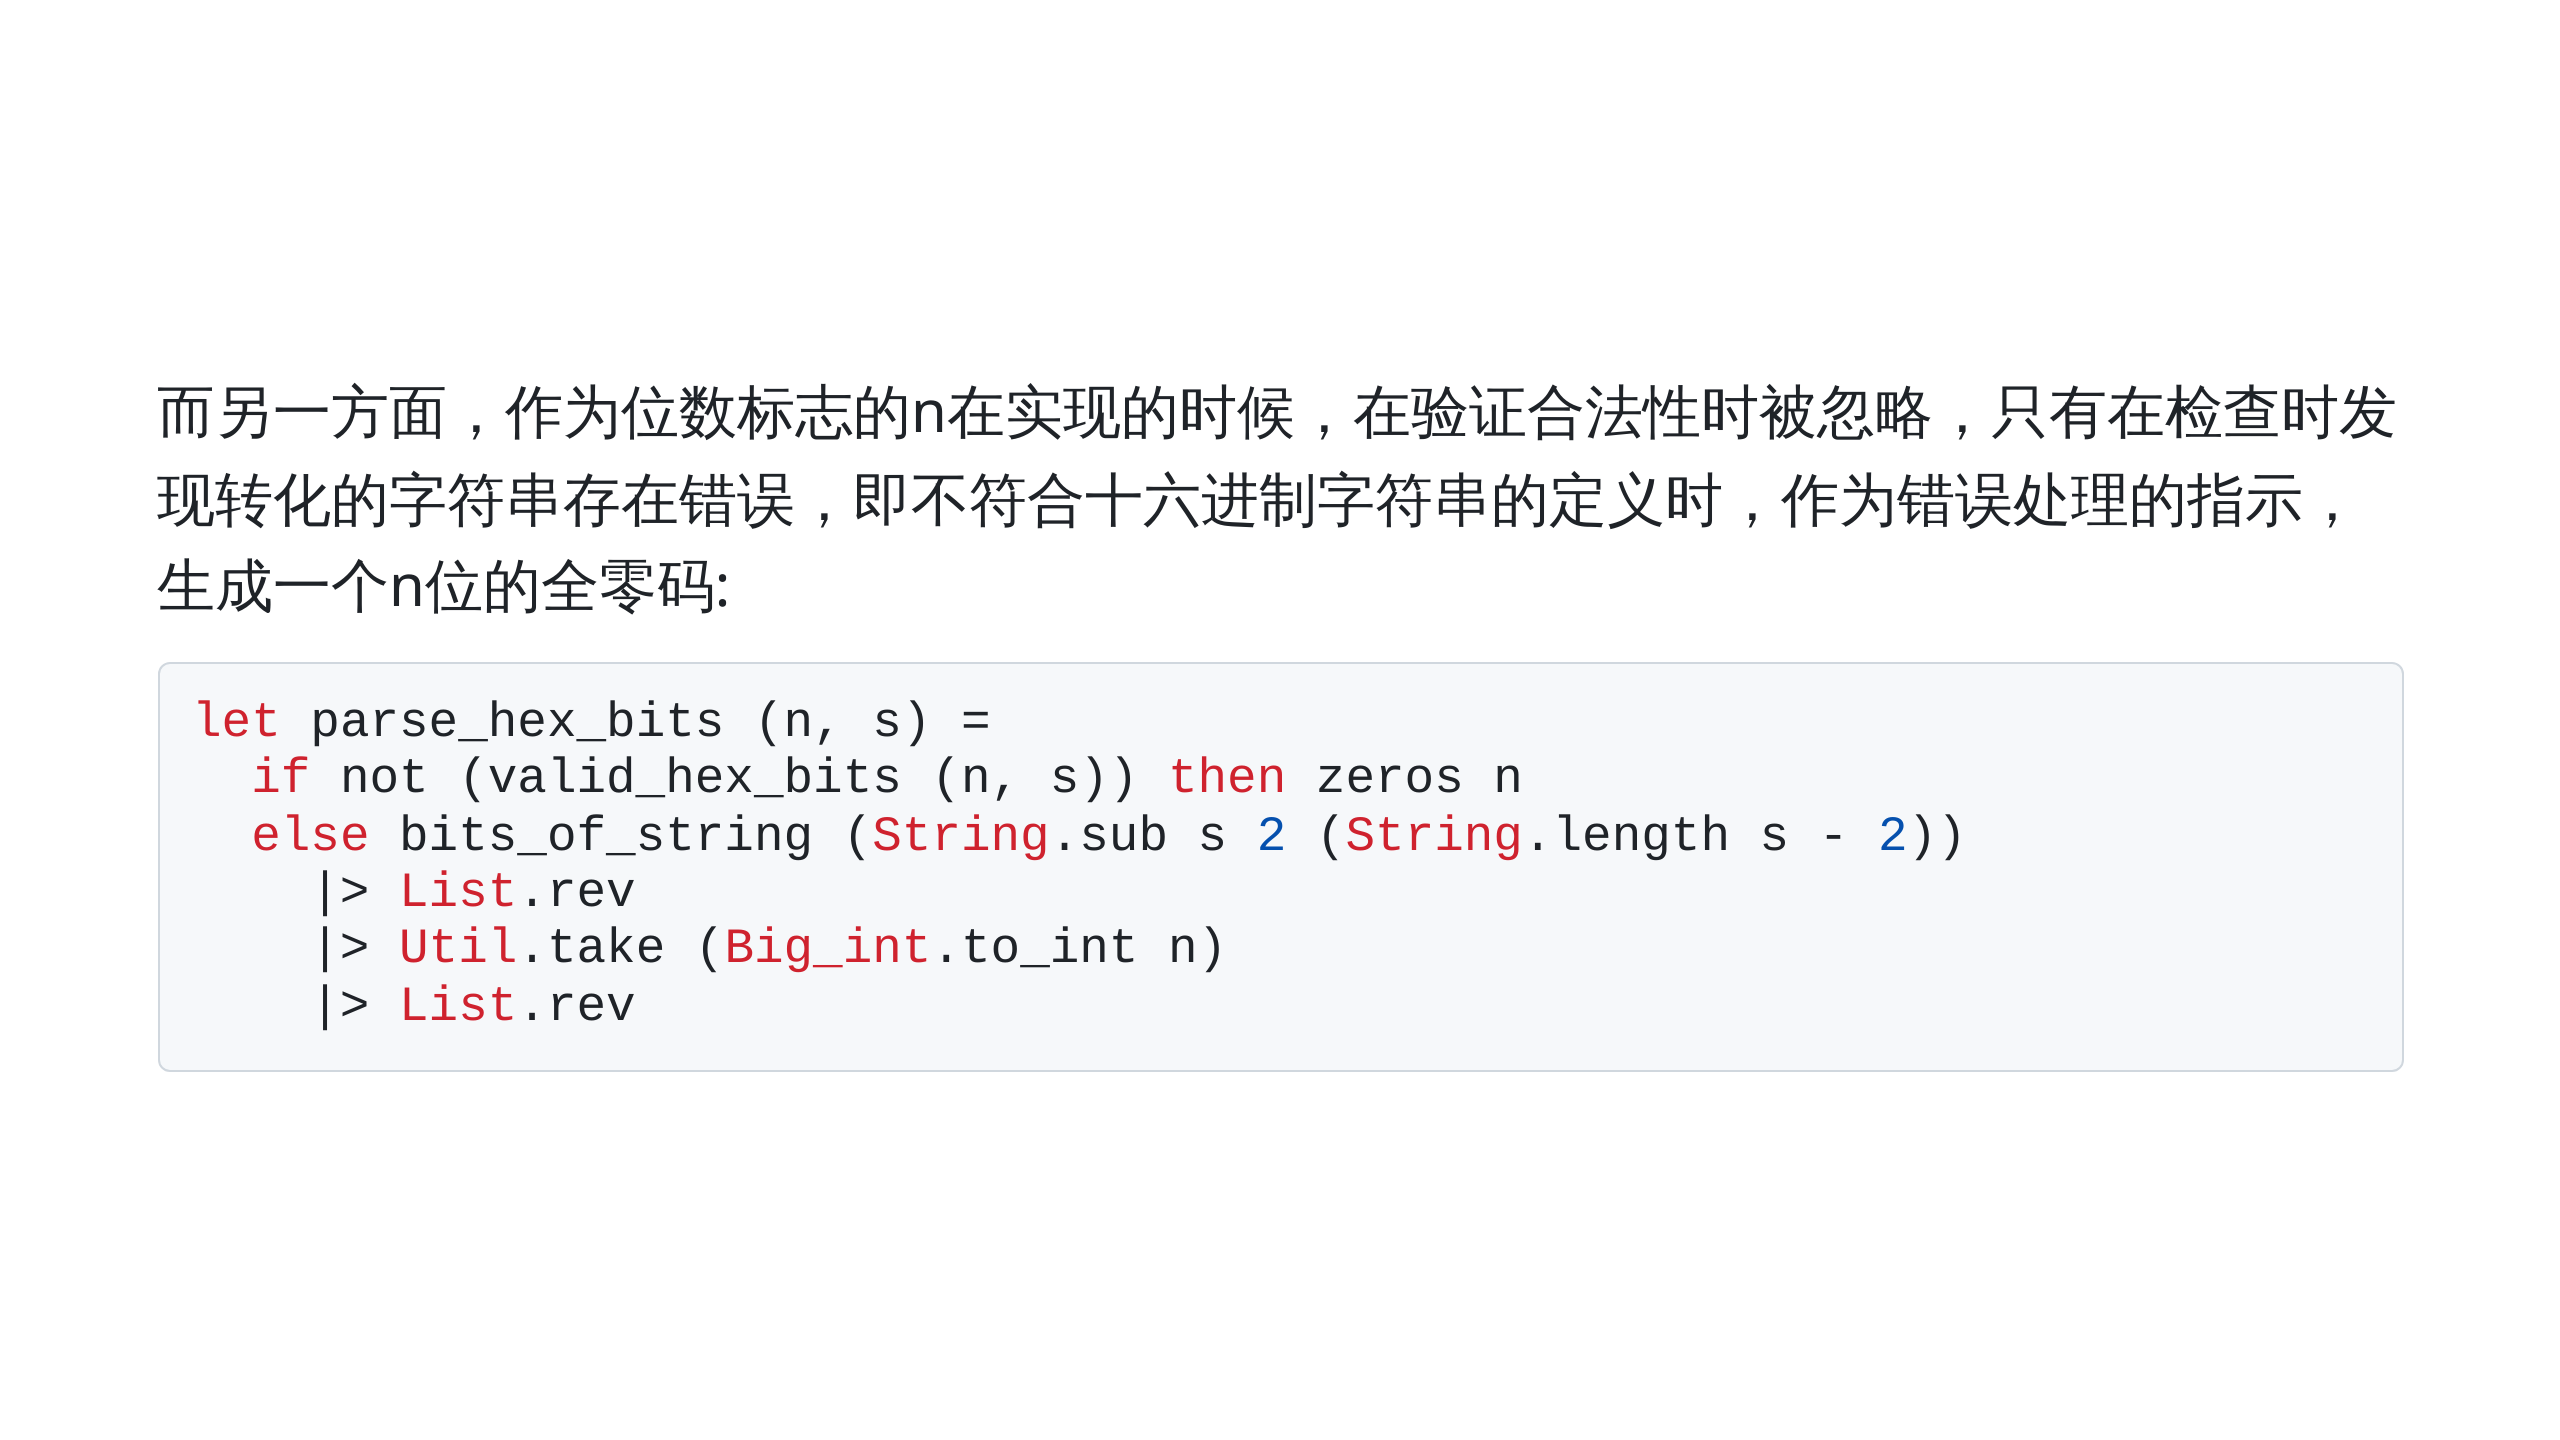 而另一方面，作为位数标志的n在实现的时候，在验证合法性时被忽略，只有在检查时发
现转化的字符串存在错误，即不符合十六进制字符串的定义时，作为错误处理的指示，
生成一个n位的全零码:
let parse_hex_bits (n, s) =
  if not (valid_hex_bits (n, s)) then zeros n
  else bits_of_string (String.sub s 2 (String.length s - 2))
    |> List.rev
    |> Util.take (Big_int.to_int n)
    |> List.rev